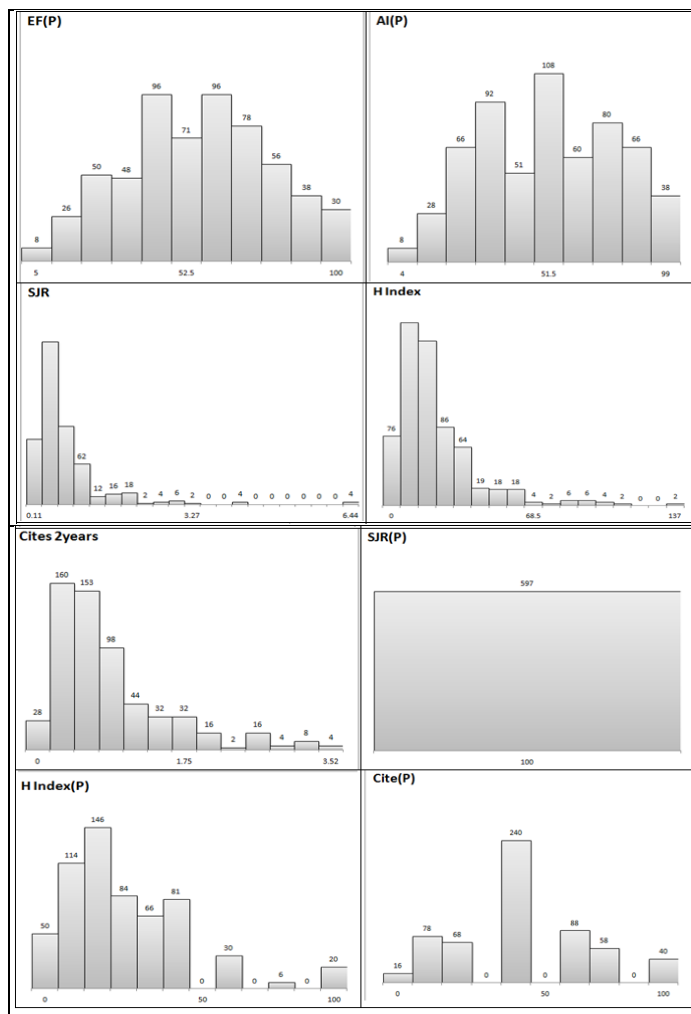 EF(P)
96 96
78
71
56
50 48
38
30
26
8
5 52.5 100
AI(P)
108
92
80
66 66
60
51
38
28
8
4 51.5 99
SJR
62
12 16 18 2 4 6 2 0 0 4 0 0 0 0 0 0 4
0.11 3.27 6.44
H Index
76
86
64
19 18 18
4 2 6 6 4 2 0 0 2
0 68.5 137
Cites 2years
160
153
98
44
32 32
28
16 2 16 4 8 4
0 1.75 3.52
SJR(P)
597
100
H Index(P)
146
114
84 81
66
50
30
20
0 0 6 0
0 50 100
Cite(P)
240
88
78
68
58
40
16
0 0 0
0 50 100